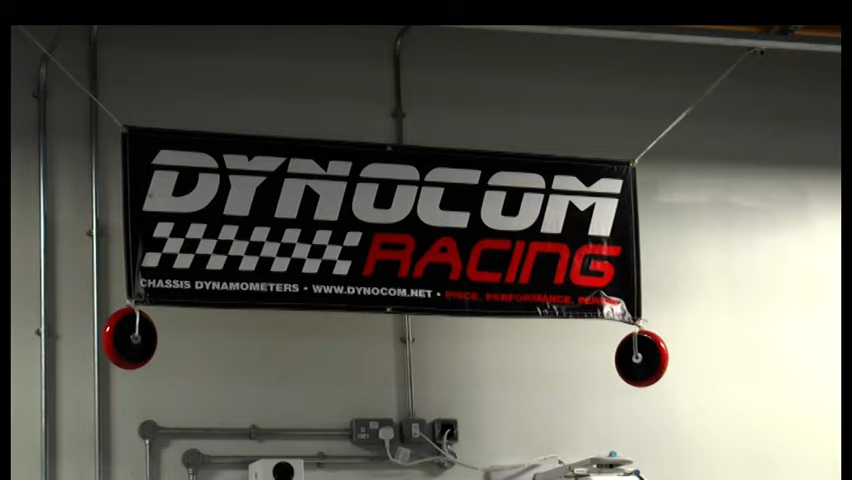 DYNOCOM
RACING
CHASSIS DYNAMOMETERS • WWW.DYNOCOM.NET • PRICE, PERFORMANCE,